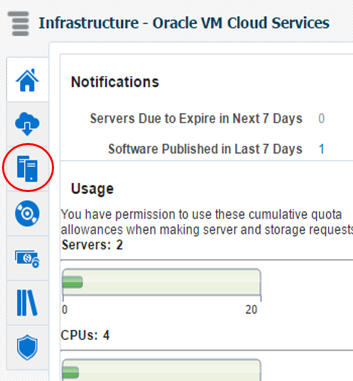 Infrastructure - Oracle VM Cloud Services
Notifications
Servers Due to Expire in Next 7 Days 0
Software Published in Last 7 Days 1
Usage
You have permission to use these cumulative quota
allowances when making server and storage requests
Servers: 2
0 20
CPUs: 4